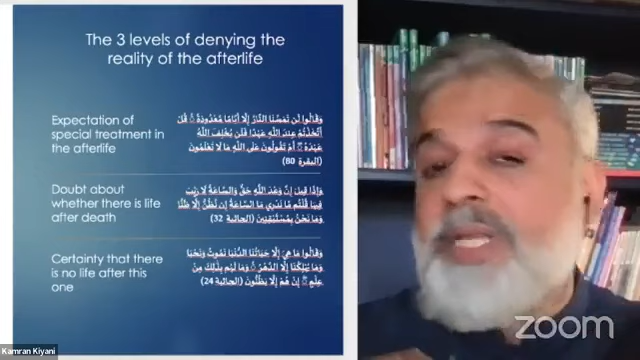 The 3 levels of denying the
reality of the afterlife
Expectation of
special treatment in
the afterlife
وَقَالُوا لَن تَمَسَّنَا النَّارُ إِلَّا أَيَّامًا مَّعْدُودَةً ۚ قُلْ
أَتَّخَذْتُمْ عِندَ اللَّهِ عَهْدًا فَلَن يُخْلِفَ اللَّهُ
عَهْدَهُ ۖ أَمْ تَقُولُونَ عَلَى اللَّهِ مَا لَا تَعْلَمُونَ
(البقرة 80)
Doubt about
whether there is life
after death
وَإِذَا قِيلَ إِنَّ وَعْدَ اللَّهِ حَقٌّ وَالسَّاعَةُ لَا رَيْبَ
فِيهَا قُلْتُم مَّا نَدْرِي مَا السَّاعَةُ إِن نَّظُنُّ إِلَّا ظَنًّا
وَمَا نَحْنُ بِمُسْتَيْقِنِينَ (الجاثية 32)
Certainty that there
is no life after this
one
وَقَالُوا مَا هِيَ إِلَّا حَيَاتُنَا الدُّنْيَا نَمُوتُ وَنَحْيَا
وَمَا يُهْلِكُنَا إِلَّا الدَّهْرُ ۚ وَمَا لَهُم بِذَٰلِكَ مِنْ
عِلْمٍ ۖ إِنْ هُمْ إِلَّا يَظُنُّونَ (الجاثية 24)
Kamran Kiyani
zoom